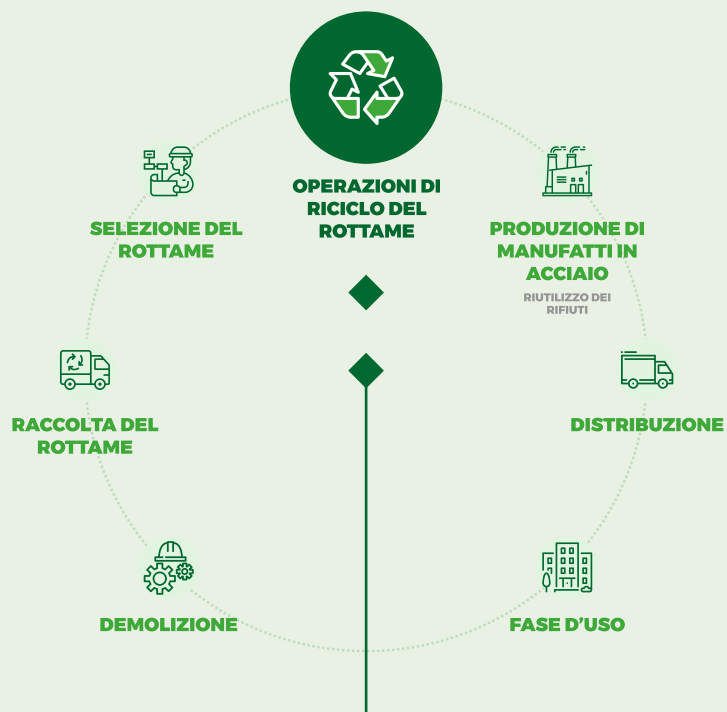 OPERAZIONI DI
RICICLO DEL
ROTTAME
PRODUZIONE DI
MANUFATTI IN
ACCIAIO
RIUTILIZZO DEI
RIFIUTI
DISTRIBUZIONE
FASE D’USO
DEMOLIZIONE
RACCOLTA DEL
ROTTAME
SELEZIONE DEL
ROTTAME